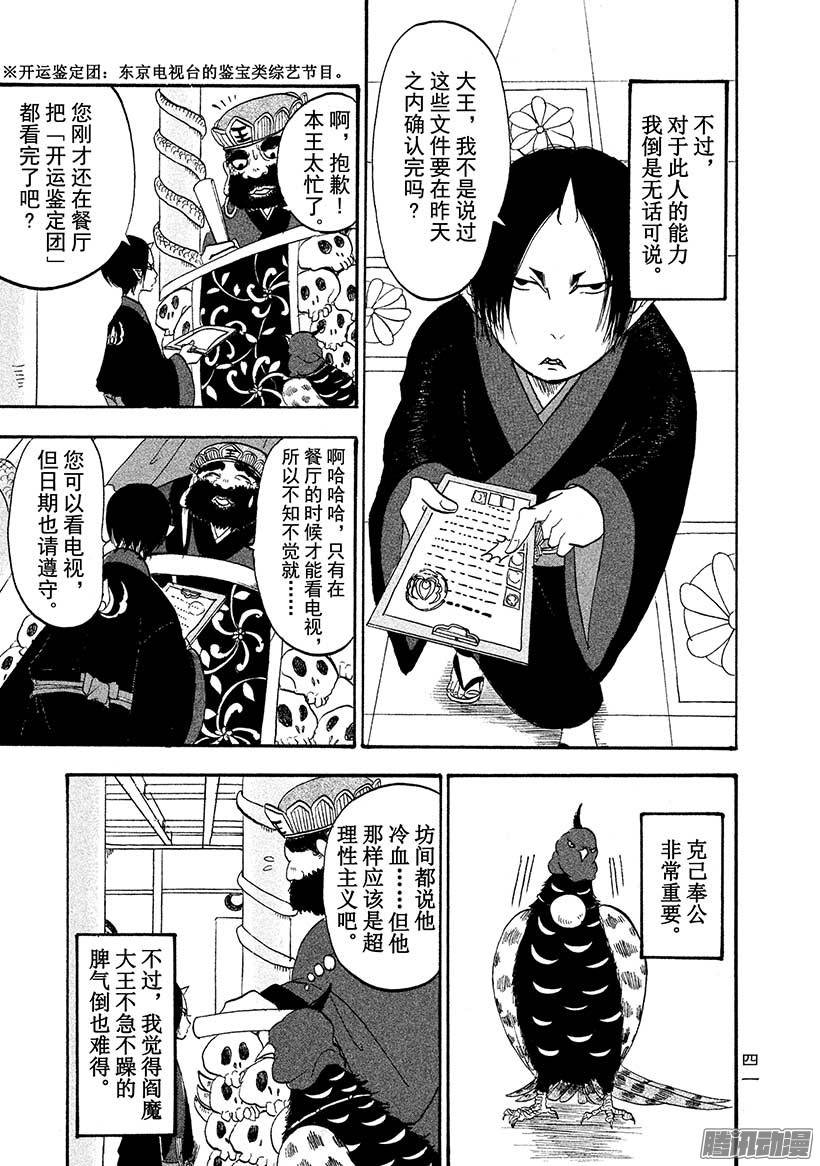 不过，
对于此人的能力
我倒是无话可说。
大王，我不是说过
这些文件要在昨天
之内确认完吗？
※开运鉴定团：东京电视台的鉴宝类综艺节目。
啊，抱歉！
本王太忙了。
您刚才还在餐厅
把「开运鉴定团」
都看完了吧？
王
啊哈哈哈，只有在
餐厅的时候才能看电视，
所以不知不觉就……
王
您可以看电视，
但日期也请遵守。
克己奉公
非常重要。
坊间都说他
冷血……但他
那样应该是超
理性主义吧。
王
不过，我觉得阎魔
大王不急不躁的
脾气倒也难得。
四一
腾讯动漫